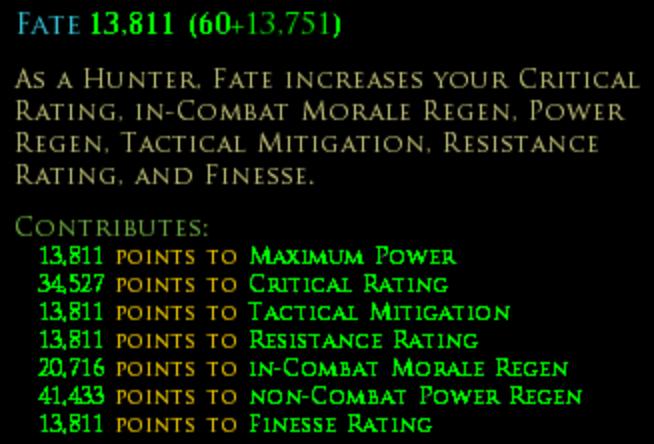 Fate 13,811 (60+13,751)
As a Hunter, Fate increases your Critical
Rating, in-Combat Morale Regen, Power
Regen, Tactical Mitigation, Resistance
Rating, and Finesse.
Contributes:
13,811 points to Maximum Power
34,527 points to Critical Rating
13,811 points to Tactical Mitigation
13,811 points to Resistance Rating
20,716 points to in-Combat Morale Regen
41,433 points to non-Combat Power Regen
13,811 points to Finesse Rating